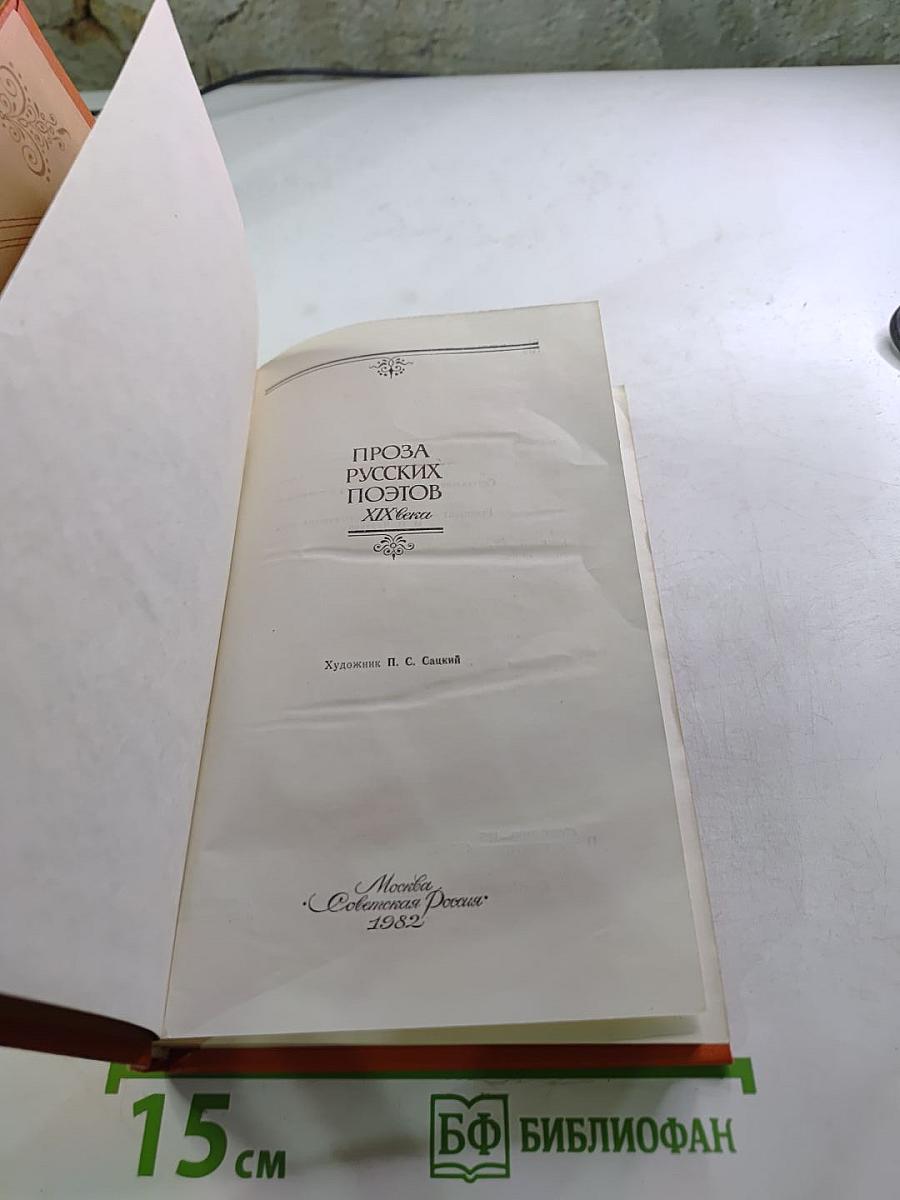 ПРОЗА
РУССКИХ
ПОЭТОВ
XIX века
Художник П. С. Сацкий
Москва
·Советская Россия·
1982
15 см
БФ БИБЛИОФАН